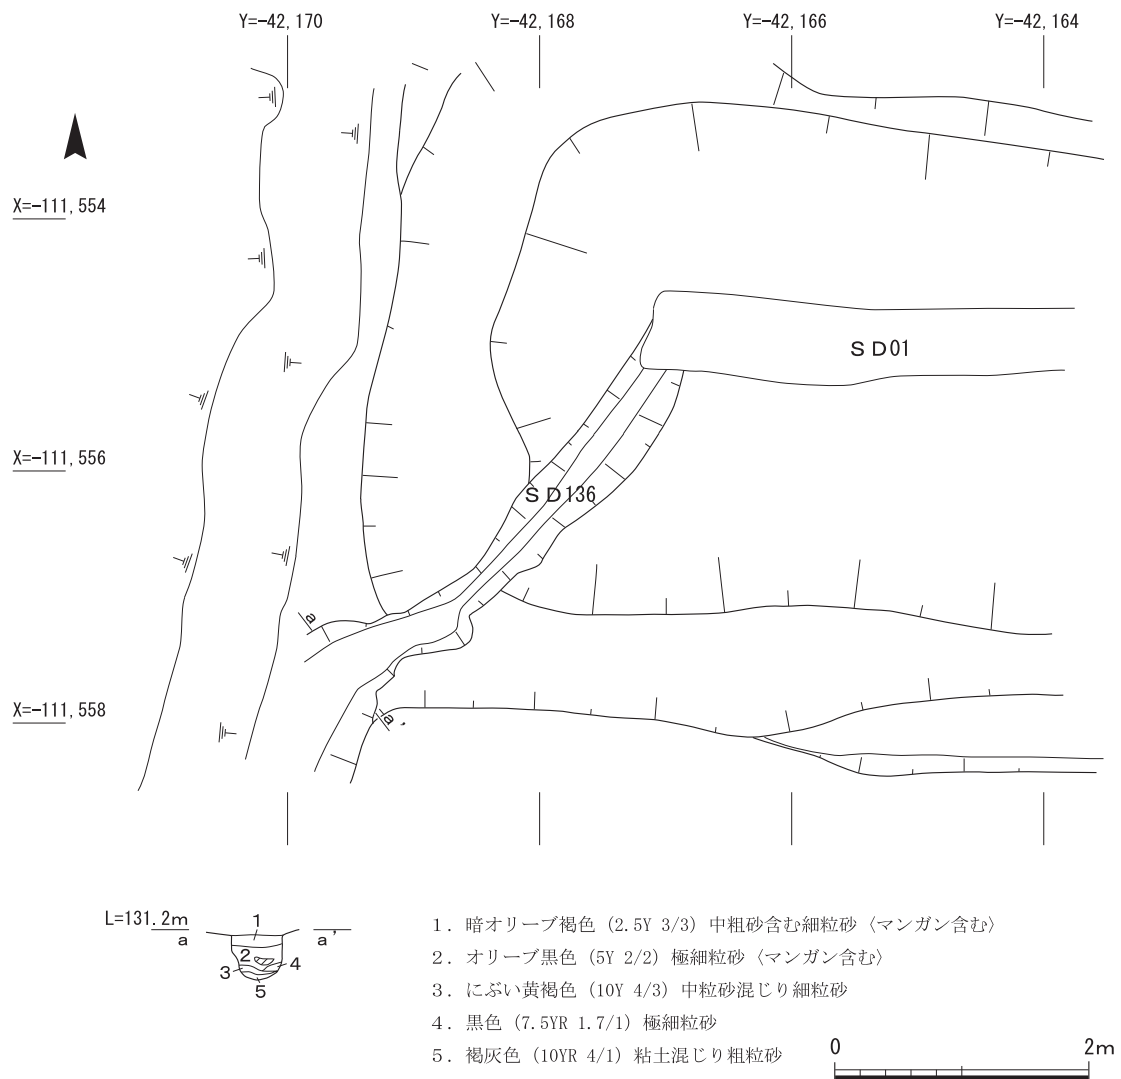 Y=-42,170
Y=-42,168
Y=-42,166
Y=-42,164
X=-111,554
SD01
X=-111,556
SD136
a
X=-111,558
a'
L=131.2m
a
a'
1
2
3
4
5
1．暗オリーブ褐色（2.5Y 3/3）中粗砂含む細粒砂〈マンガン含む〉
2．オリーブ黒色（5Y 2/2）極細粒砂〈マンガン含む〉
3．にぶい黄褐色（10Y 4/3）中粒砂混じり細粒砂
4．黒色（7.5YR 1.7/1）極細粒砂
5．褐灰色（10YR 4/1）粘土混じり粗粒砂
0
2m